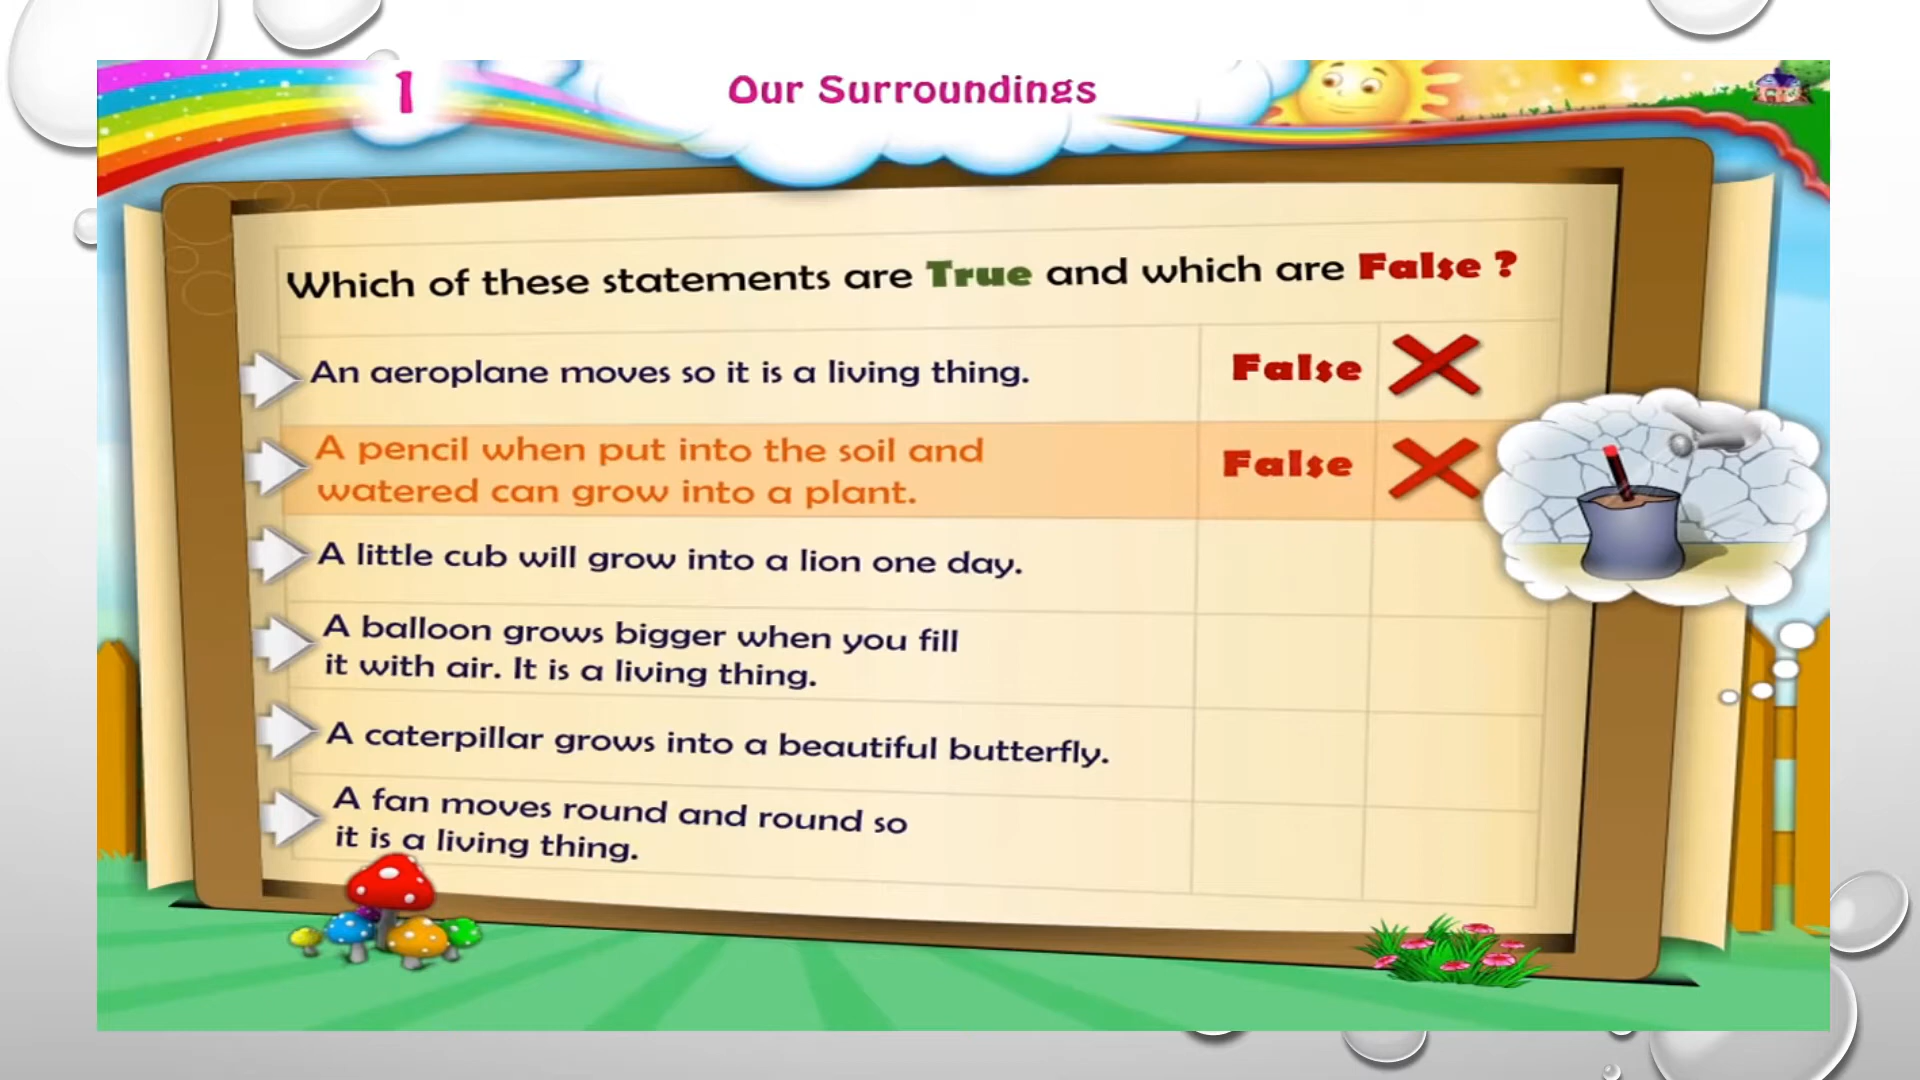 1
Our Surroundings
Which of these statements are True and which are False ?
An aeroplane moves so it is a living thing. False
A pencil when put into the soil and
watered can grow into a plant. False
A little cub will grow into a lion one day.
A balloon grows bigger when you fill
it with air. It is a living thing.
A caterpillar grows into a beautiful butterfly.
A fan moves round and round so
it is a living thing.